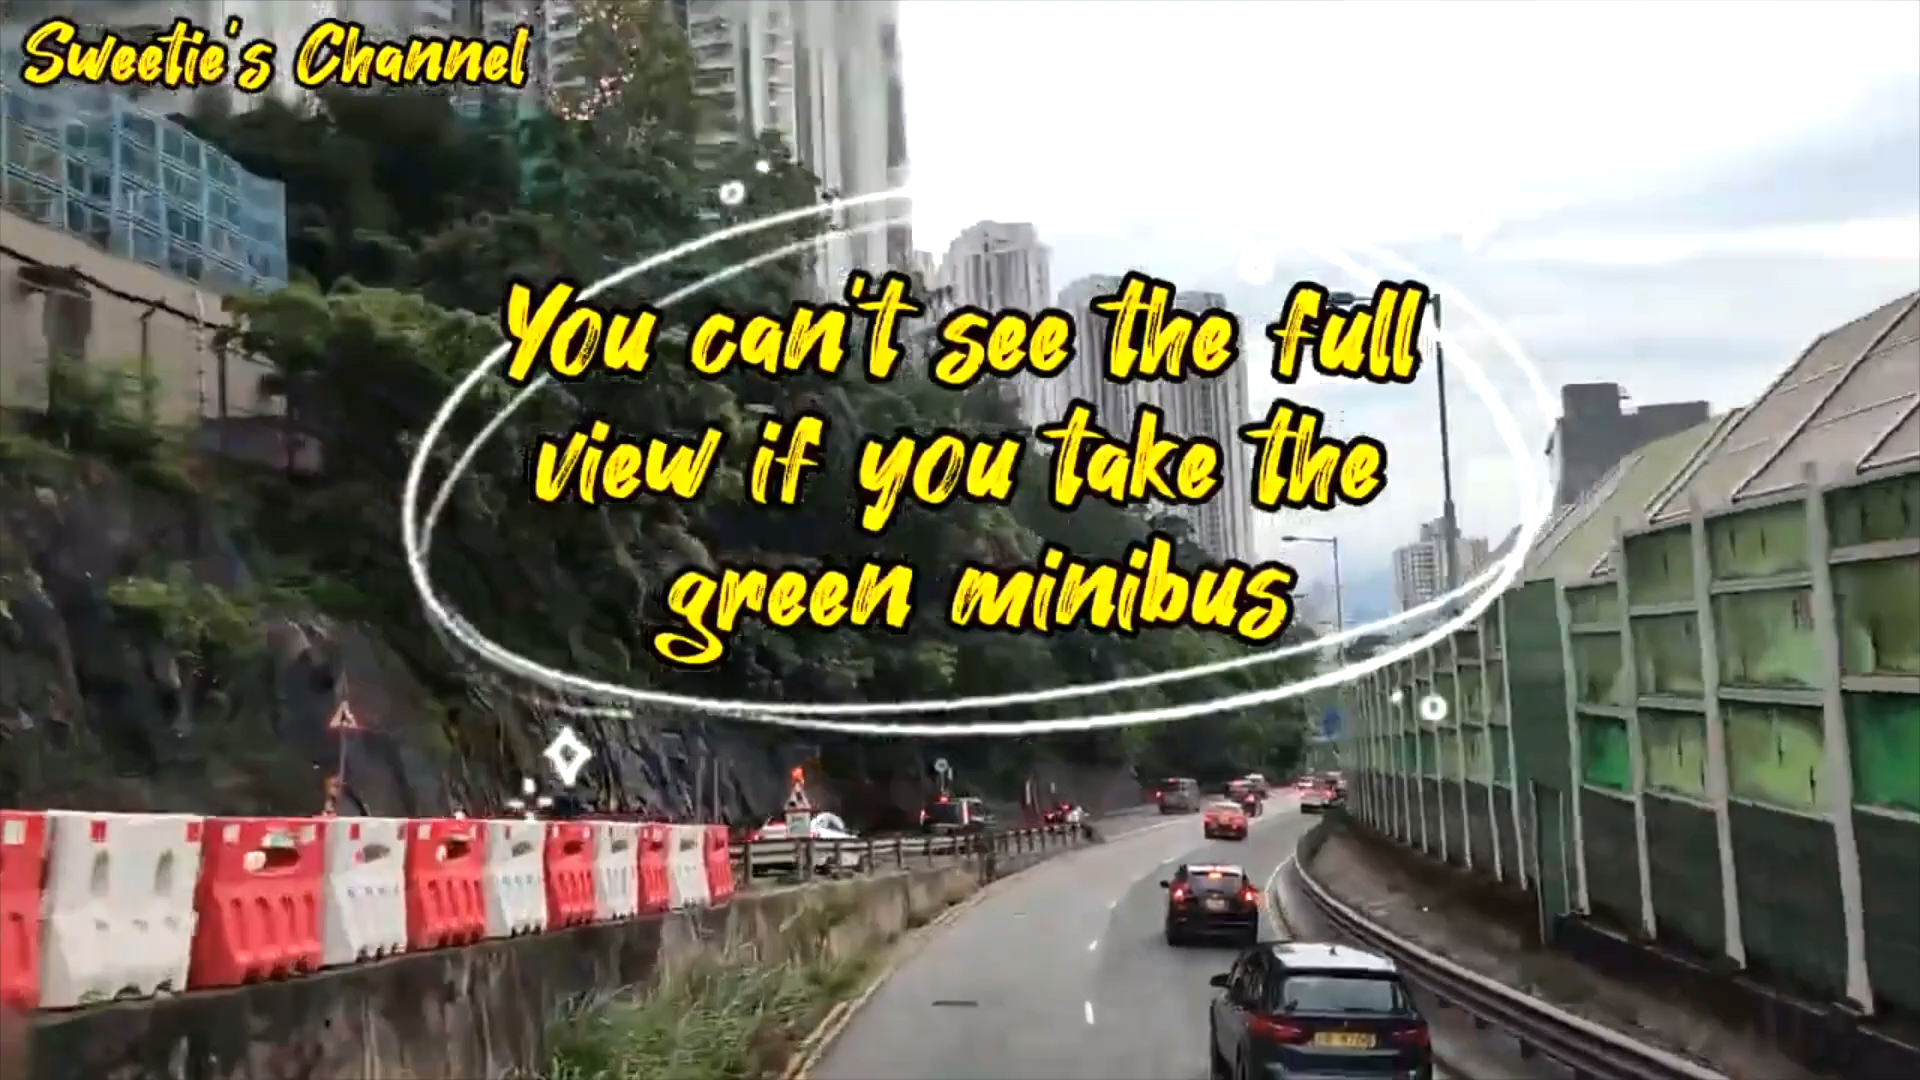 Sweetie's Channel
You can't see the full
view if you take the
green minibus